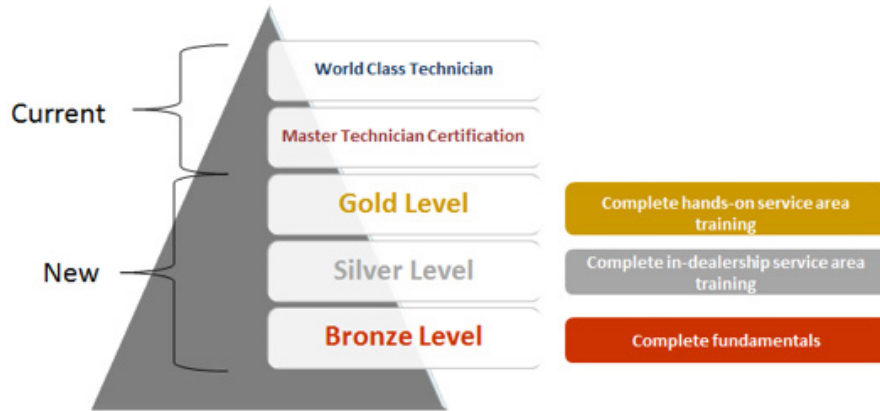 World Class Technician
Current
Master Technician Certification
Gold Level
Complete hands-on service area
training
New
Silver Level
Complete in-dealership service area
training
Bronze Level
Complete fundamentals